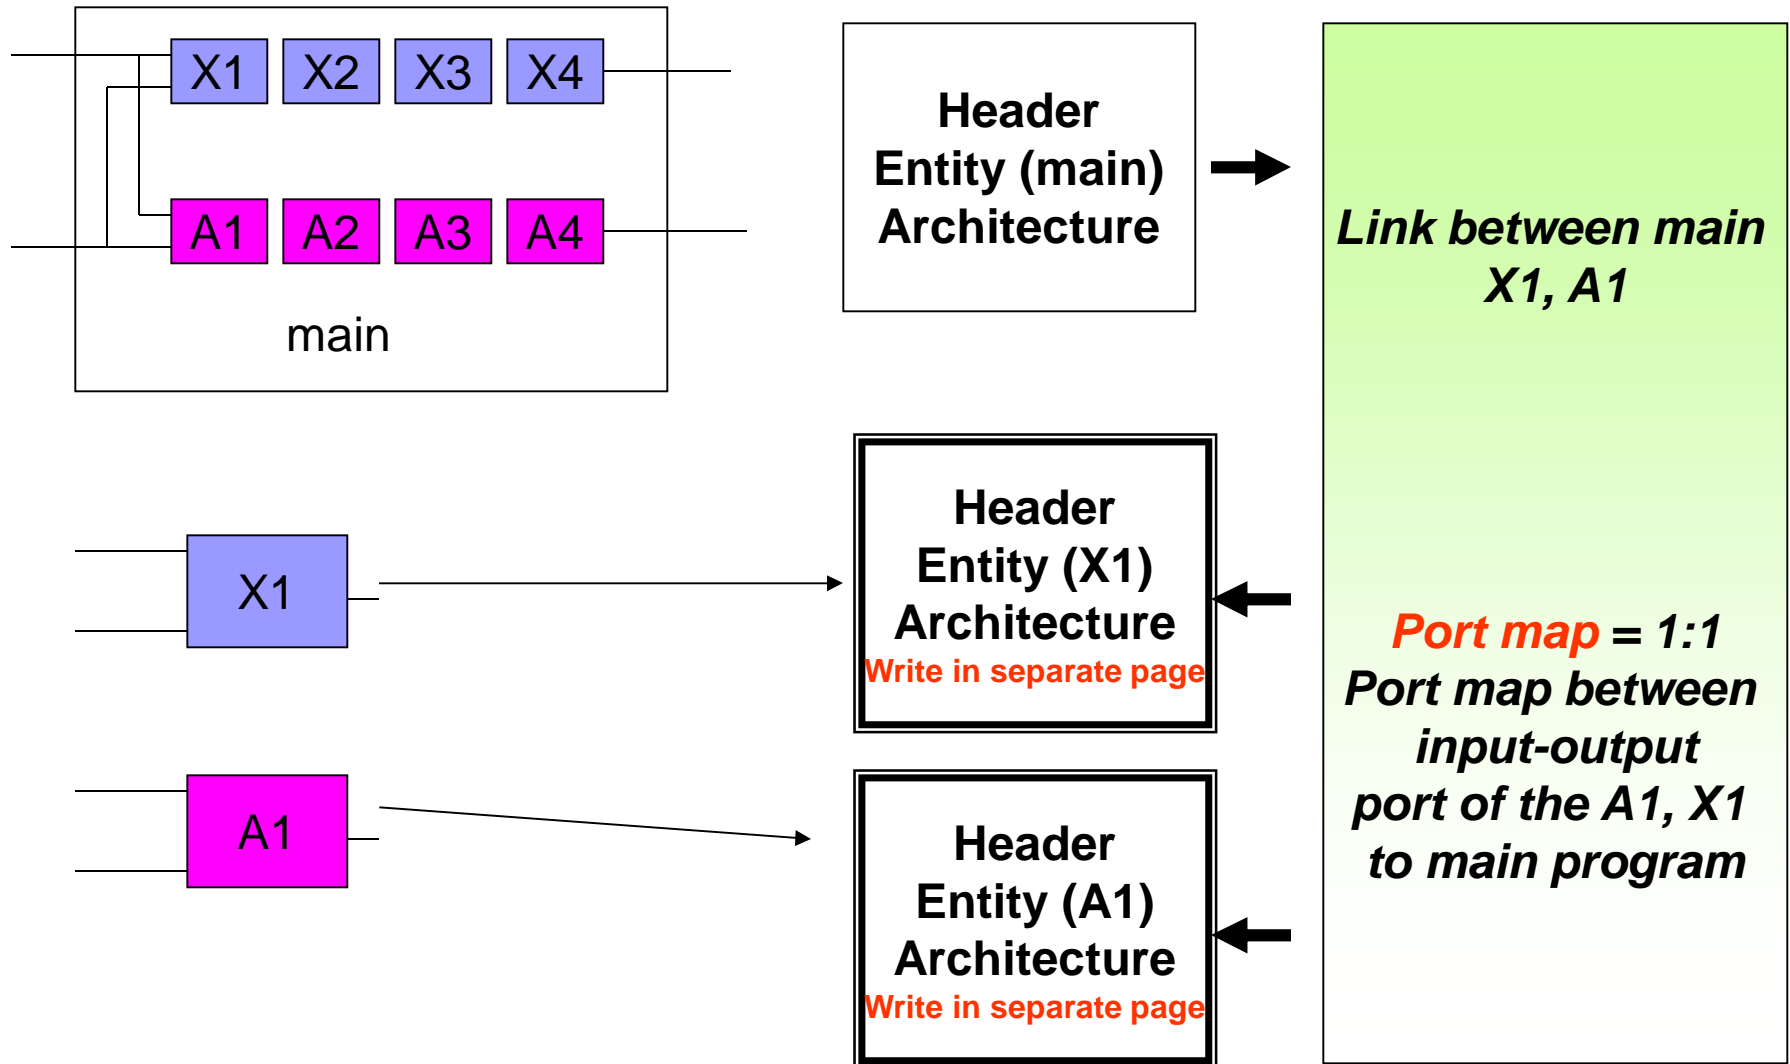 X1 X2 X3 X4
A1 A2 A3 A4
main
Header
Entity (main)
Architecture
Link between main
X1, A1
X1
Header
Entity (X1)
Architecture
Write in separate page
A1
Header
Entity (A1)
Architecture
Write in separate page
Port map = 1:1
Port map between
input-output
port of the A1, X1
to main program